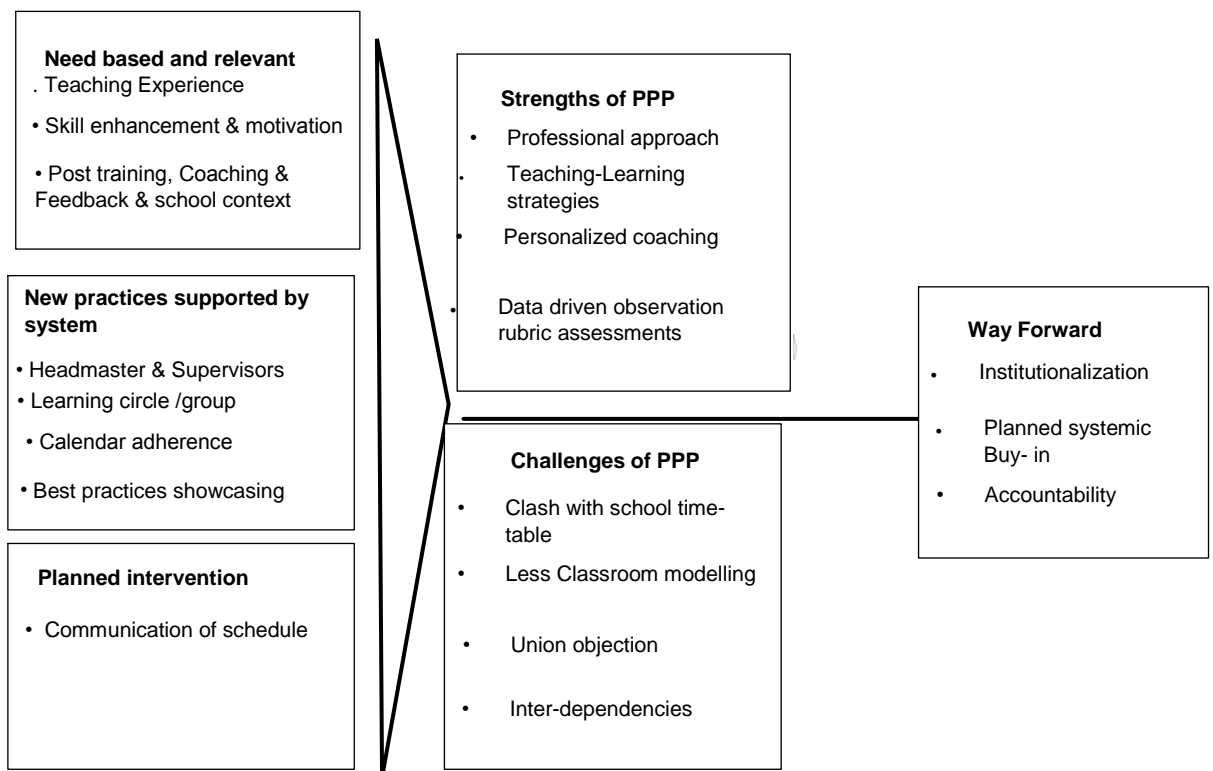 Need based and relevant
. Teaching Experience
• Skill enhancement & motivation
• Post training, Coaching &
Feedback & school context
New practices supported by
system
• Headmaster & Supervisors
• Learning circle /group
• Calendar adherence
• Best practices showcasing
Planned intervention
• Communication of schedule
Strengths of PPP
• Professional approach
• Teaching-Learning
strategies
• Personalized coaching
• Data driven observation
rubric assessments
Challenges of PPP
• Clash with school time-
table
• Less Classroom modelling
• Union objection
• Inter-dependencies
Way Forward
• Institutionalization
• Planned systemic
Buy- in
• Accountability